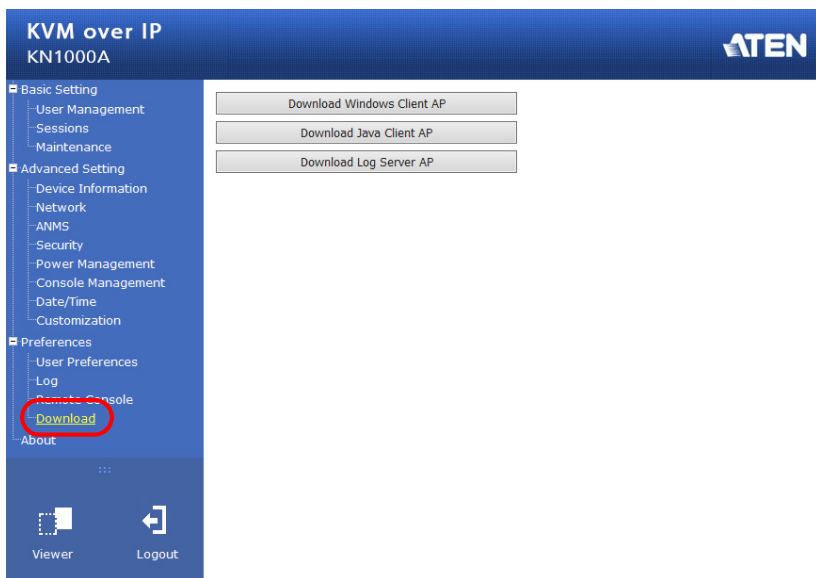 KVM over IP
KN1000A
ATEN
Basic Setting
User Management
Sessions
Maintenance
Advanced Setting
Device Information
Network
ANMS
Security
Power Management
Console Management
Date/Time
Customization
Preferences
User Preferences
Log
Remote Console
Download
About
Viewer
Logout
Download Windows Client AP
Download Java Client AP
Download Log Server AP